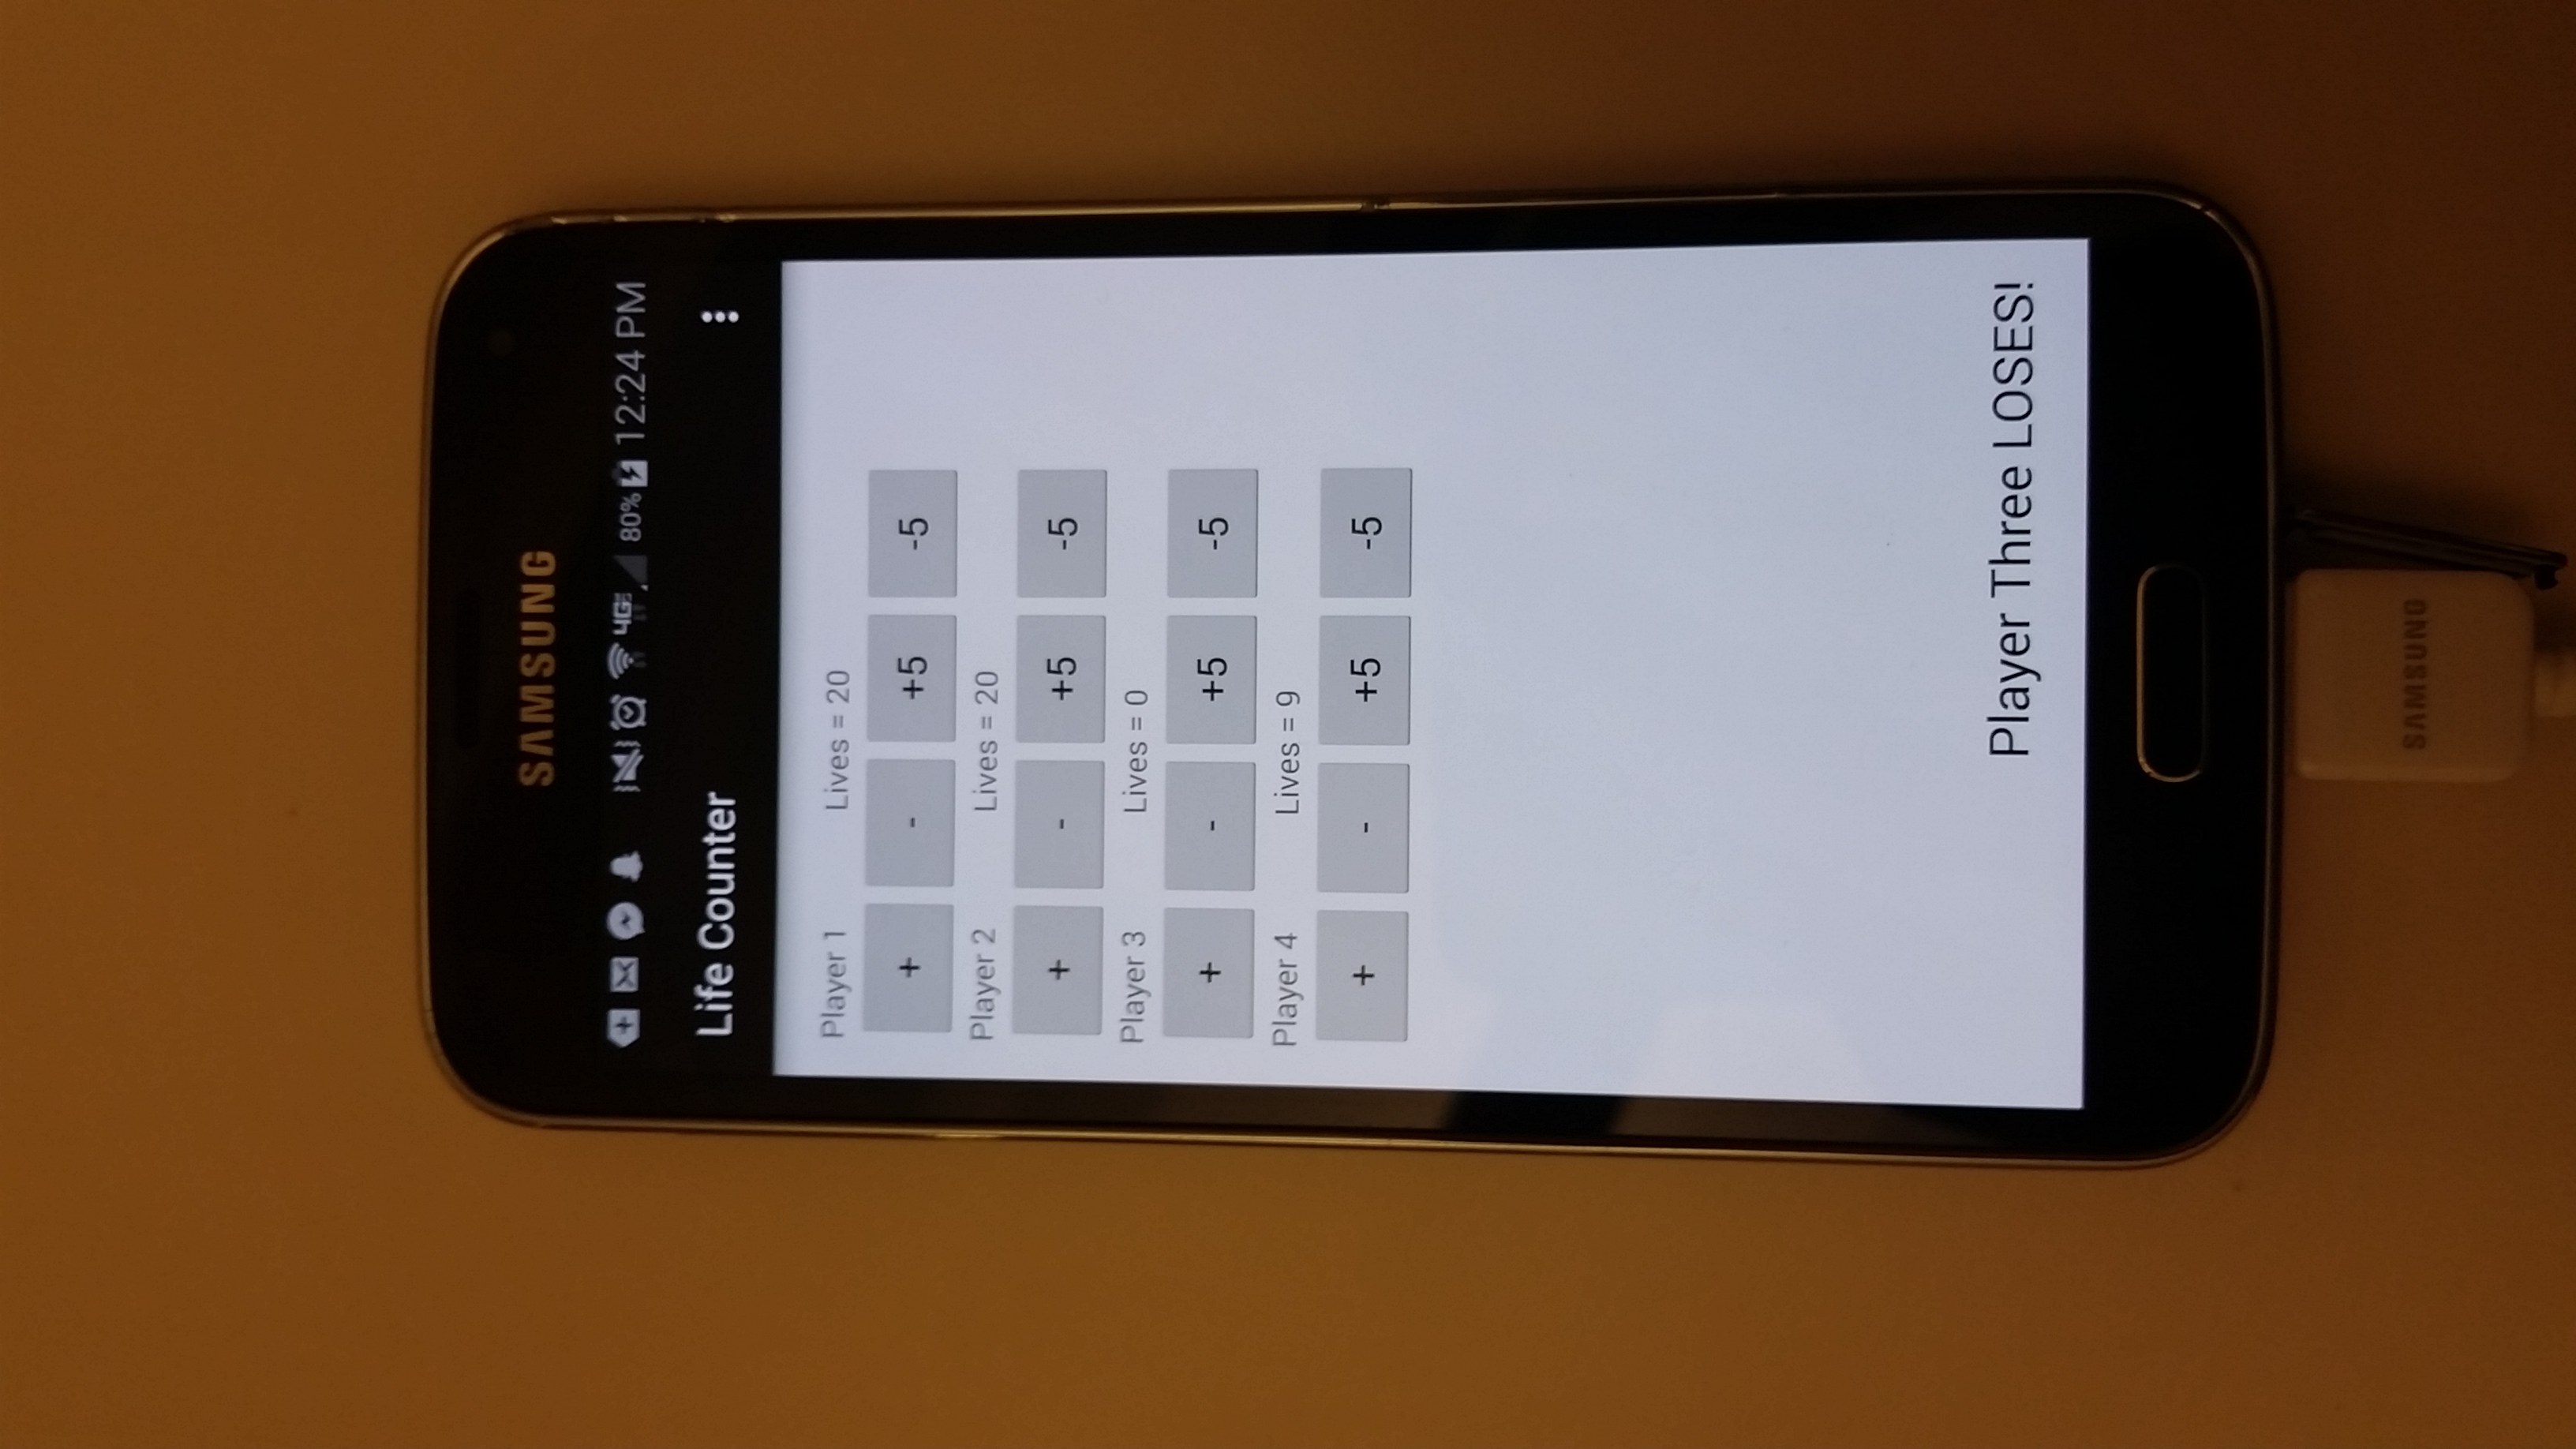 SAMSUNG
4G 80% 12:24 PM
Life Counter
Player 1 Lives = 20
+ - +5 -5
Player 2 Lives = 20
+ - +5 -5
Player 3 Lives = 0
+ - +5 -5
Player 4 Lives = 9
+ - +5 -5
Player Three LOSES!
SAMSUNG